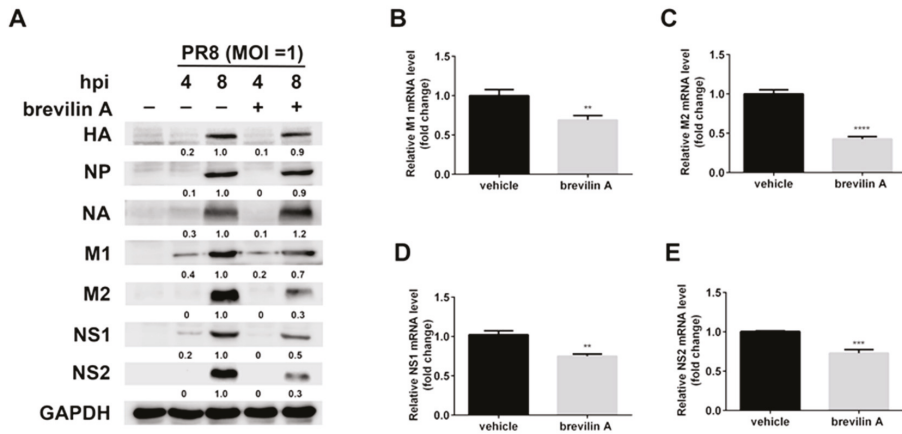 A
PR8 (MOI =1)
hpi 4 8 4 8
brevilin A – – – + +
HA
0.2 1.0 0.1 0.9
NP
0.1 1.0 0 0.9
NA
0.3 1.0 0.1 1.2
M1
0.4 1.0 0.2 0.7
M2
0 1.0 0 0.3
NS1
0.2 1.0 0 0.5
NS2
0 1.0 0 0.3
GAPDH
B
Relative M1 mRNA level
(fold change)
1.5
1.0
0.5
0.0
**
vehicle brevilin A
C
Relative M2 mRNA level
(fold change)
1.5
1.0
0.5
0.0
****
vehicle brevilin A
D
Relative NS1 mRNA level
(fold change)
1.5
1.0
0.5
0.0
**
vehicle brevilin A
E
Relative NS2 mRNA level
(fold change)
1.5
1.0
0.5
0.0
***
vehicle brevilin A